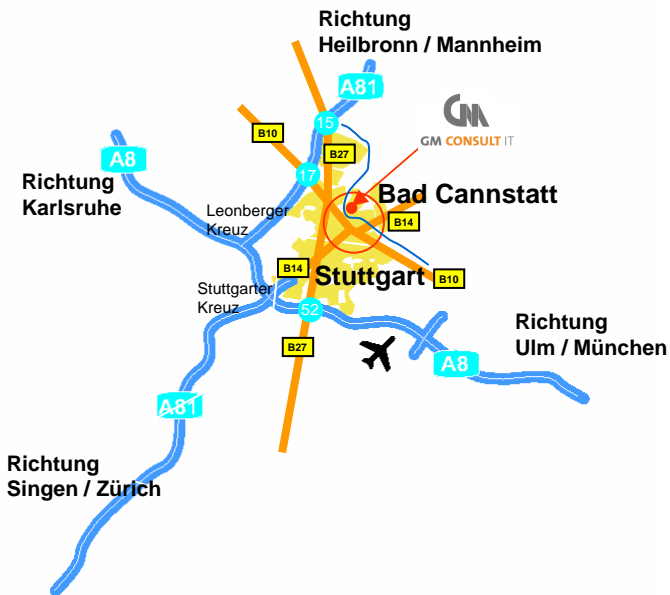 Richtung
Heilbronn / Mannheim
A81
GM
GM CONSULT IT
15
B10
B27
A8
17
Richtung
Karlsruhe
Bad Cannstatt
Leonberger
Kreuz
B14
B14
Stuttgart
B10
Stuttgarter
Kreuz
52
Richtung
Ulm / München
B27
A8
A81
Richtung
Singen / Zürich